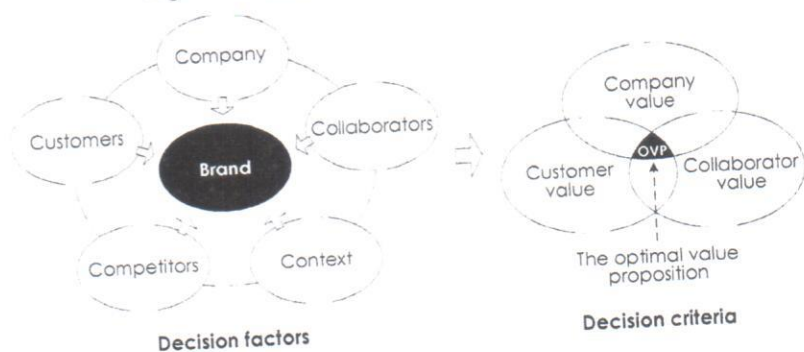 Company
Customers
Collaborators
Brand
Competitors
Context
Decision factors
Company
value
OVP
Customer
value
Collaborator
value
The optimal value
proposition
Decision criteria